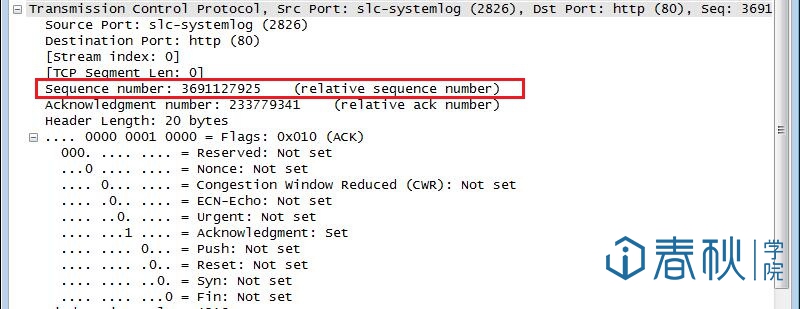 Transmission Control Protocol, Src Port: slc-systemlog (2826), Dst Port: http (80), Seq: 3691
Source Port: slc-systemlog (2826)
Destination Port: http (80)
[Stream index: 0]
[TCP Segment Len: 0]
Sequence number: 3691127925    (relative sequence number)
Acknowledgment number: 233779341    (relative ack number)
Header Length: 20 bytes
.... 0000 0001 0000 = Flags: 0x010 (ACK)
000. .... .... = Reserved: Not set
...0 .... .... = Nonce: Not set
.... 0... .... = Congestion Window Reduced (CWR): Not set
.... .0.. .... = ECN-Echo: Not set
.... ..0. .... = Urgent: Not set
.... ...1 .... = Acknowledgment: Set
.... .... 0... = Push: Not set
.... .... .0.. = Reset: Not set
.... .... ..0. = Syn: Not set
.... .... ...0 = Fin: Not set
春秋学院